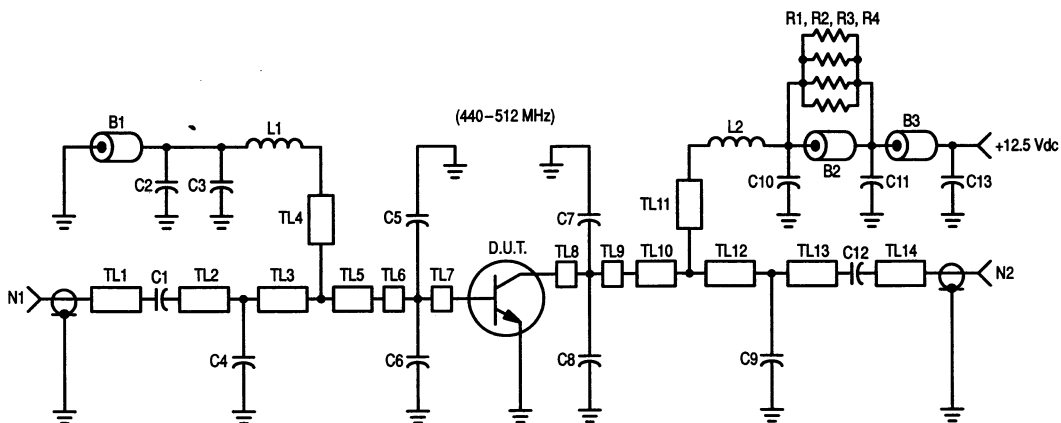 R1, R2, R3, R4
(440–512 MHz)
B1
L1
L2
B3
+12.5 Vdc
C2
C3
C10
B2
C11
C13
TL4
C5
C7
TL11
D.U.T.
TL8
TL9
TL10
TL12
TL13
C12
TL14
TL1
C1
TL2
TL3
TL5
TL6
TL7
N1
N2
C4
C6
C8
C9